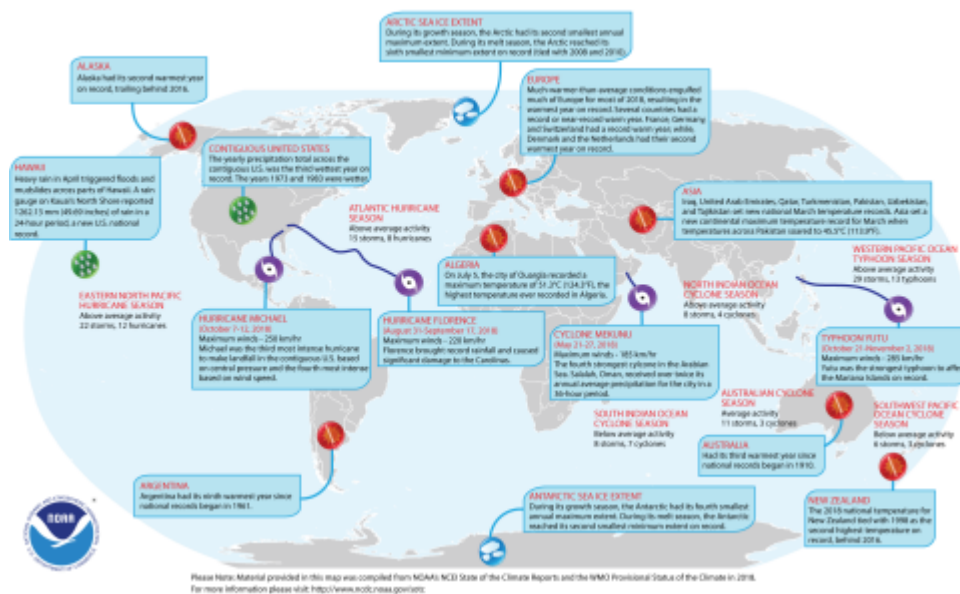 ARCTIC SEA ICE EXTENT
During its growth season, the Arctic had its second smallest annual
maximum extent. During its melt season, the Arctic reached its
sixth smallest minimum extent on record (tied with 2008 and 2010).
ALASKA
Alaska had its second warmest year
on record, trailing behind 2016.
EUROPE
Much warmer-than-average conditions engulfed
much of Europe for most of 2018, resulting in the
warmest year on record. Several countries had a
record or near-record warm year. France, Germany
and Switzerland had a record warm year, while,
Denmark and the Netherlands had their second
warmest year on record.
CONTIGUOUS UNITED STATES
The yearly precipitation total across the
contiguous U.S. was the third wettest year on
record. The years 1973 and 1983 were wetter.
HAWAII
Heavy rain in April triggered floods and
mudslides across parts of Hawaii. A rain
gauge on Kauai's North Shore reported
1262.13 mm (49.69 inches) of rain in a
24-hour period, a new U.S. national
record.
ASIA
Iraq, United Arab Emirates, Qatar, Turkmenistan, Pakistan, Uzbekistan,
and Tajikistan set new national March temperature records. Asia set
a new continental maximum temperature record for March when
temperatures across Pakistan soared to 45.5°C (113.9°F).
ATLANTIC HURRICANE
SEASON
Above average activity
15 storms, 8 hurricanes
WESTERN PACIFIC OCEAN
TYPHOON SEASON
Above average activity
29 storms, 13 typhoons
ALGERIA
On July 5, the city of Ouargla recorded a
maximum temperature of 51.3°C (124.3°F),
the highest temperature ever recorded in Algeria.
NORTH INDIAN OCEAN
CYCLONE SEASON
Above average activity
8 storms, 4 cyclones
EASTERN NORTH PACIFIC
HURRICANE SEASON
Above average activity
22 storms, 12 hurricanes
HURRICANE MICHAEL
(October 7-12, 2018)
Maximum winds - 250 km/hr
Michael was the third most intense hurricane
to make landfall in the contiguous U.S. based
on central pressure and the fourth most intense
based on wind speed.
HURRICANE FLORENCE
(August 31-September 17, 2018)
Maximum winds - 220 km/hr
Florence brought record rainfall and caused
significant damage to the Carolinas.
CYCLONE MEKUNU
(May 21-27, 2018)
Maximum winds - 185 km/hr
The fourth strongest cyclone in the Arabian
Sea. Salalah, Oman, received over twice its
annual average precipitation for the city in a
36-hour period.
TYPHOON YUTU
(October 21-November 2, 2018)
Maximum winds - 285 km/hr
Yutu was the strongest typhoon to affect
the Mariana Islands on record.
AUSTRALIAN CYCLONE
SEASON
Average activity
11 storms, 3 cyclones
SOUTHWEST PACIFIC
OCEAN CYCLONE
SEASON
Below average activity
6 storms, 3 cyclones
SOUTH INDIAN OCEAN
CYCLONE SEASON
Below average activity
8 storms, 7 cyclones
AUSTRALIA
Had its third warmest year since
national records began in 1910.
ARGENTINA
Argentina had its ninth warmest year since
national records began in 1961.
ANTARCTIC SEA ICE EXTENT
During its growth season, the Antarctic had its fourth smallest
annual maximum extent. During its melt season, the Antarctic
reached its second smallest minimum extent on record.
NEW ZEALAND
The 2018 national temperature for
New Zealand tied with 1998 as the
second highest temperature on
record, behind 2016.
NOAA
Please Note: Material provided in this map was compiled from NOAA's NCEI State of the Climate Reports and the WMO Provisional Status of the Climate in 2018.
For more information please visit: http://www.ncdc.noaa.gov/sotc